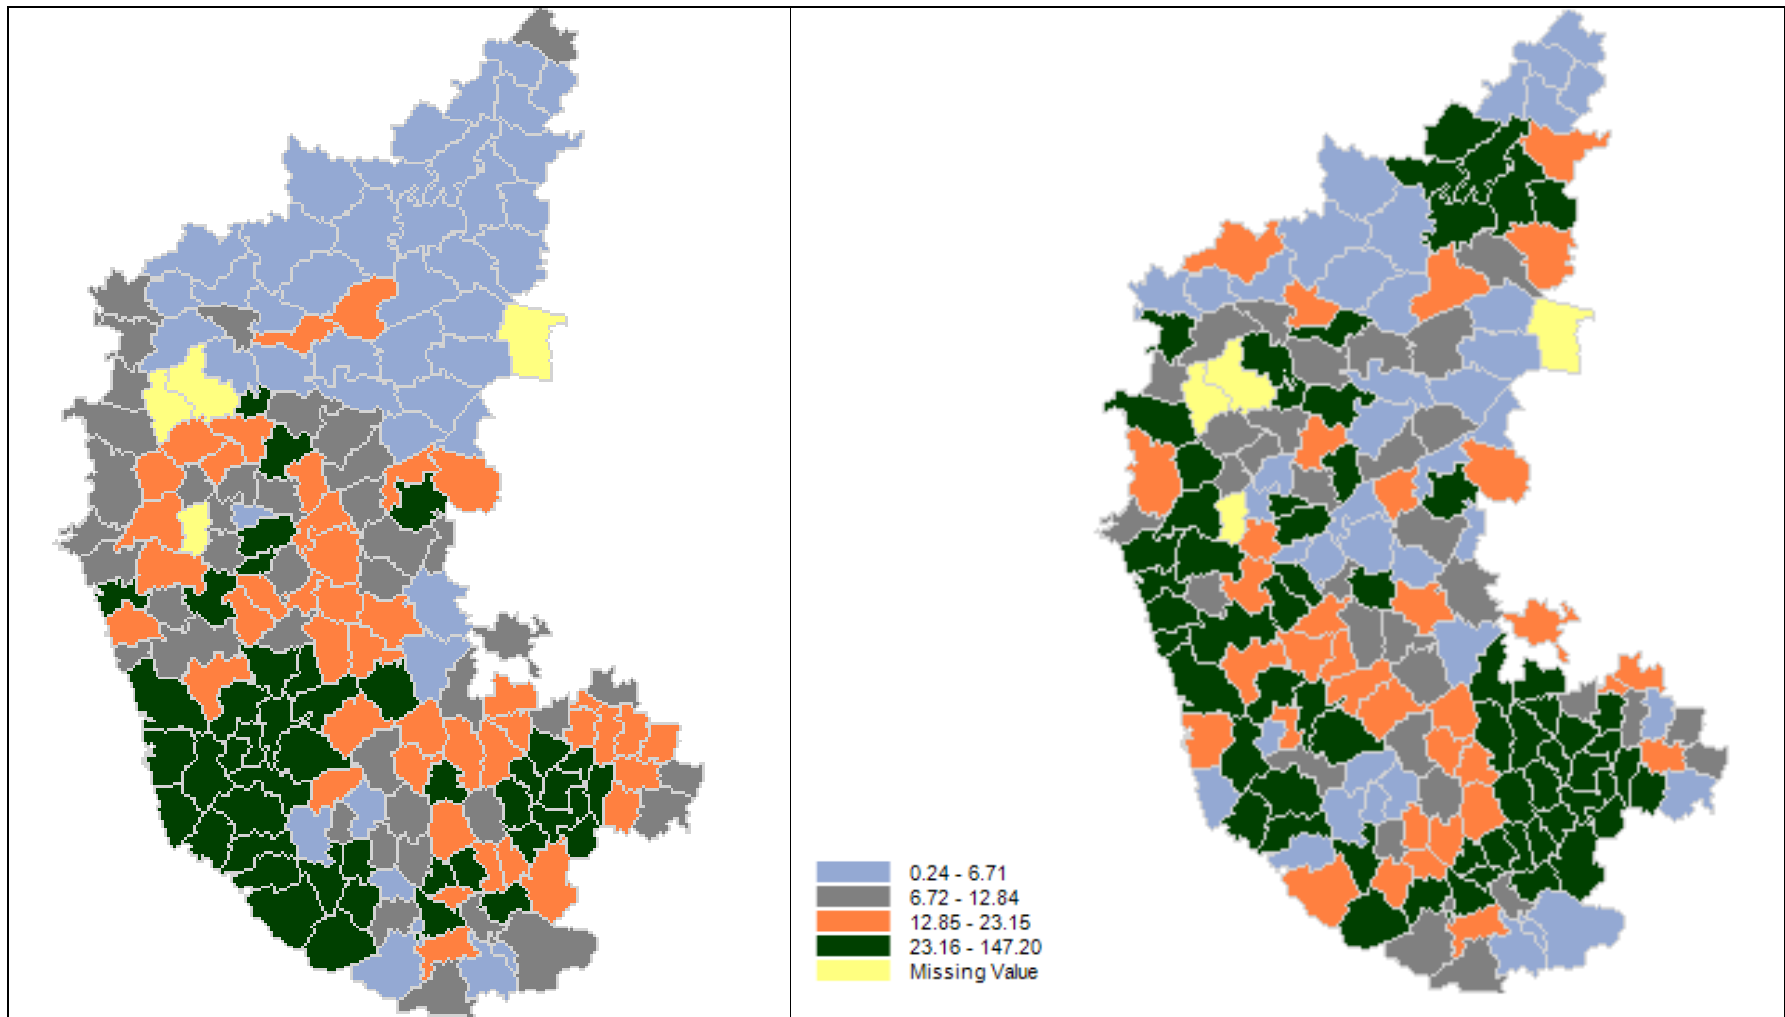 0.24 - 6.71
6.72 - 12.84
12.85 - 23.15
23.16 - 147.20
Missing Value